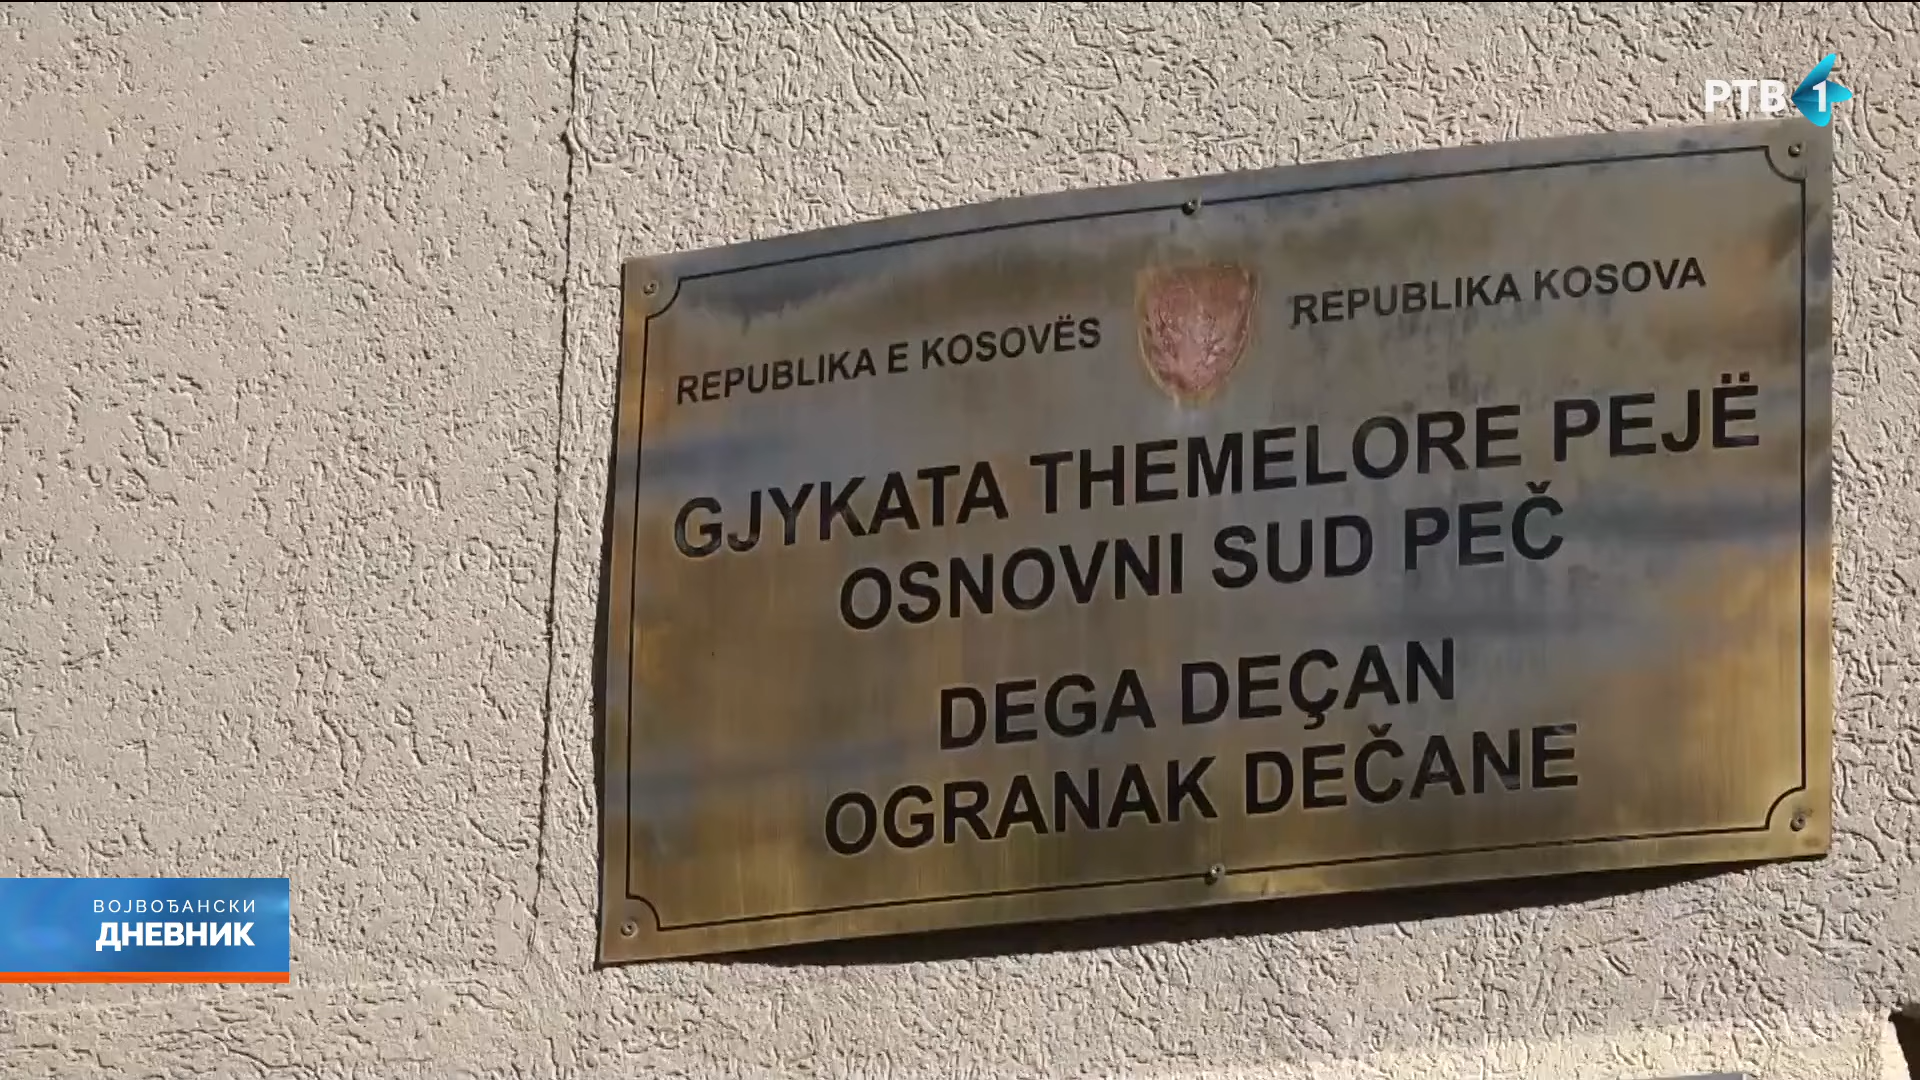 РТВ 1
REPUBLIKA E KOSOVËS
REPUBLIKA KOSOVA
GJYKATA THEMELORE PEJË
OSNOVNI SUD PEČ
DEGA DEÇAN
OGRANAK DEČANE
ВОЈВОЂАНСКИ
ДНЕВНИК